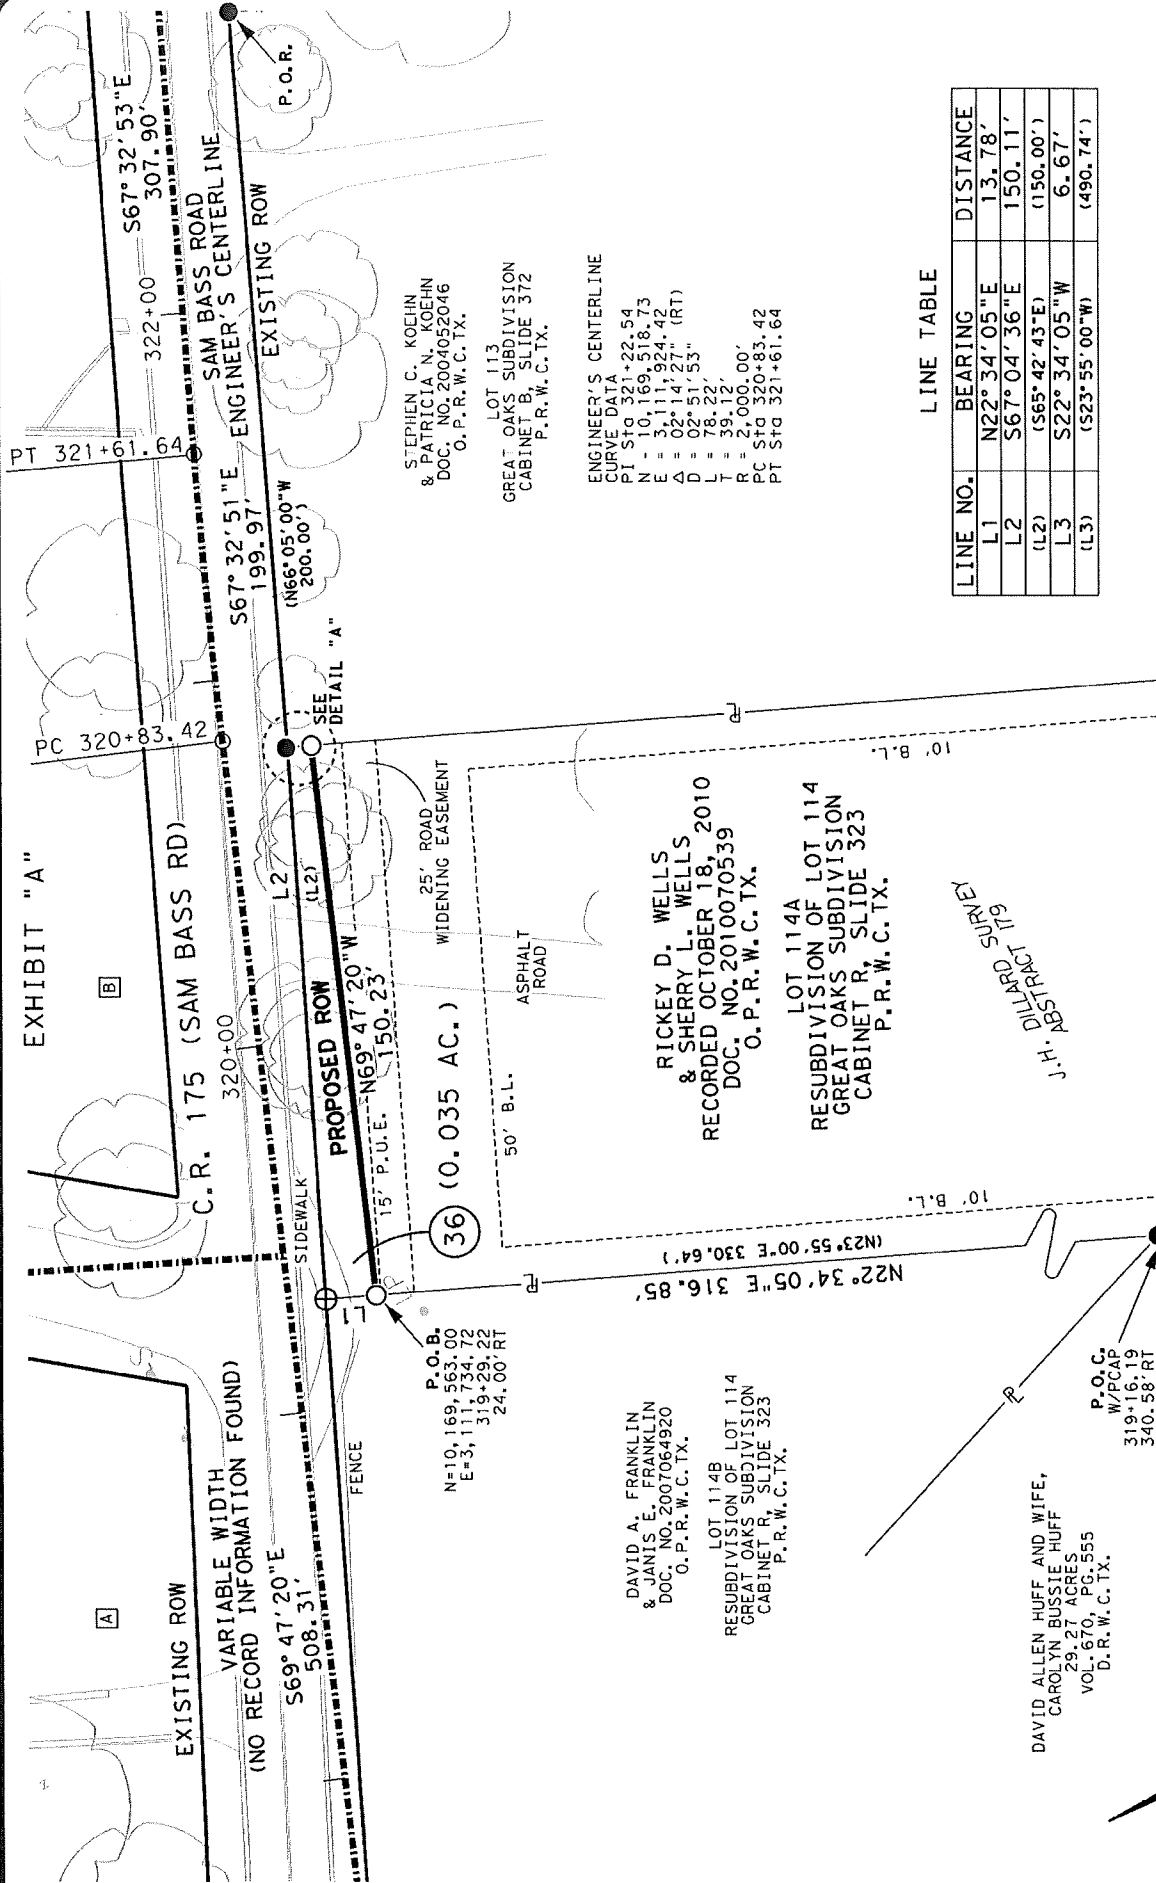 EXHIBIT "A"
A
B
EXISTING ROW
VARIABLE WIDTH
(NO RECORD INFORMATION FOUND)
S69°47'20"E
508.31'
C.R. 175 (SAM BASS RD)
320+00
PC 320+83.42
PT 321+61.64
322+00
S67°32'53"E
307.90'
SAM BASS ROAD
ENGINEER'S CENTERLINE
S67°32'51"E
199.97'
(N66°05'00"W
200.00')
EXISTING ROW
P.O.R.
FENCE
SIDEWALK
L1
L2
(L2)
PROPOSED ROW
N69°47'20"W
150.23'
15' P.U.E.
SEE
DETAIL "A"
25' ROAD
WIDENING EASEMENT
36
(0.035 AC.)
P.O.B.
N=10,169,563.00
E=3,111,734.72
319+29.22
24.00'RT
50' B.L.
ASPHALT
ROAD
10' B.L.
10' B.L.
(N23°55'00"E 330.64')
N22°34'05"E 316.85'
STEPHEN C. KOEHN
& PATRICIA N. KOEHN
DOC. NO.2004052046
O.P.R.W.C.TX.
LOT 113
GREAT OAKS SUBDIVISION
CABINET B, SLIDE 372
P.R.W.C.TX.
ENGINEER'S CENTERLINE
CURVE DATA
PI Sta 321+22.54
N - 10,169,518.73
E = 3,111,924.42
Δ = 02°14'27" (RT)
D = 02°51'53"
L = 78.22'
T = 39.12'
R = 2,000.00'
PC Sta 320+83.42
PT Sta 321+61.64
RICKEY D. WELLS
& SHERRY L. WELLS
RECORDED OCTOBER 18, 2010
DOC. NO.2010070539
O.P.R.W.C.TX.
LOT 114A
RESUBDIVISION OF LOT 114
GREAT OAKS SUBDIVISION
CABINET R, SLIDE 323
P.R.W.C.TX.
J.H. DILLARD SURVEY
ABSTRACT 179
DAVID A. FRANKLIN
& JANIS E. FRANKLIN
DOC. NO.2007064920
O.P.R.W.C.TX.
LOT 114B
RESUBDIVISION OF LOT 114
GREAT OAKS SUBDIVISION
CABINET R, SLIDE 323
P.R.W.C.TX.
DAVID ALLEN HUFF AND WIFE,
CAROLYN BUSSIE HUFF
29.27 ACRES
VOL.670, PG.555
D.R.W.C.TX.
P.O.C.
W/PCAP
319+16.19
340.58'RT
LINE TABLE
LINE NO. BEARING DISTANCE
L1 N22°34'05"E 13.78'
L2 S67°04'36"E 150.11'
(L2) (S65°42'43"E) (150.00')
L3 S22°34'05"W 6.67'
(L3) (S23°55'00"W) (490.74')